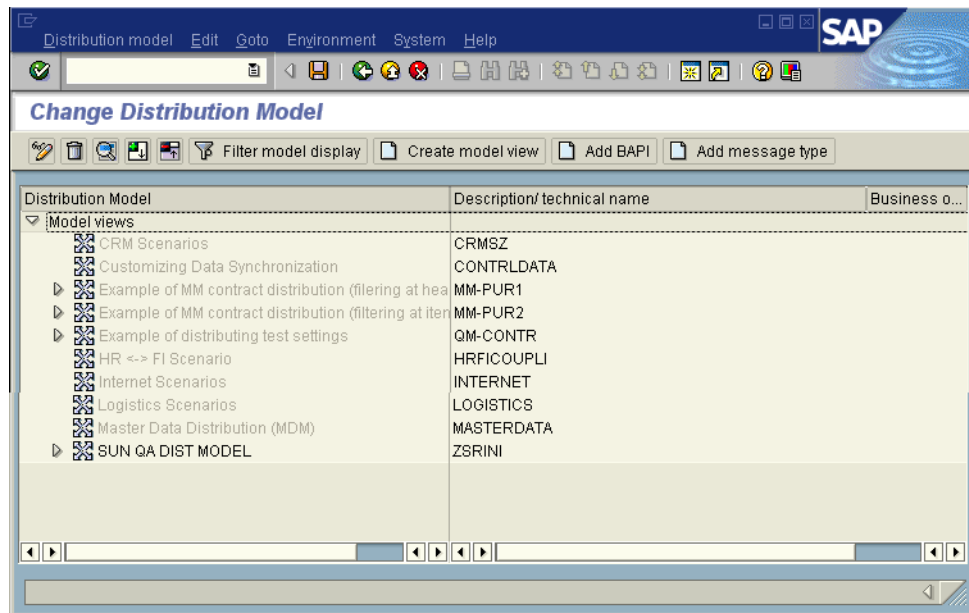 SAP
Distribution model Edit Goto Environment System Help
Change Distribution Model
Filter model display Create model view Add BAPI Add message type
Distribution Model Description/ technical name Business o...
Model views
CRM Scenarios CRMSZ
Customizing Data Synchronization CONTRLDATA
Example of MM contract distribution (filering at hea MM-PUR1
Example of MM contract distribution (filtering at iten MM-PUR2
Example of distributing test settings QM-CONTR
HR <-> FI Scenario HRFICOUPLI
Internet Scenarios INTERNET
Logistics Scenarios LOGISTICS
Master Data Distribution (MDM) MASTERDATA
SUN QA DIST MODEL ZSRINI